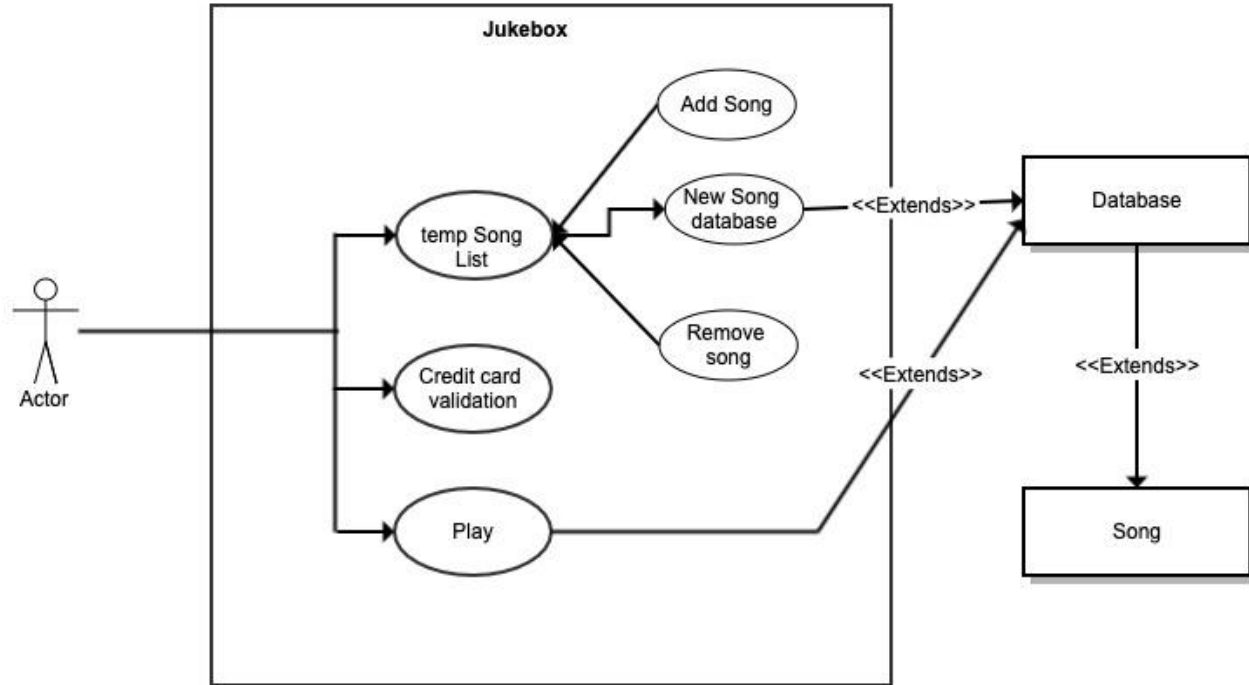 Jukebox
Add Song
New Song
database
<<Extends>>
Database
temp Song
List
Remove
song
<<Extends>>
<<Extends>>
Actor
Credit card
validation
Play
Song